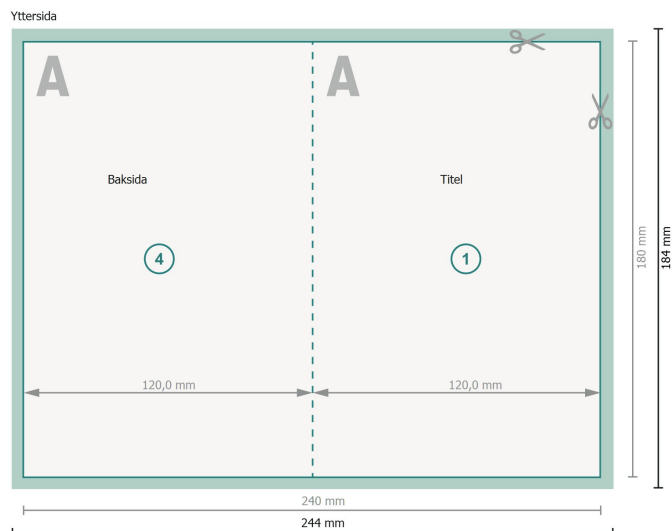 Yttersida
A
A
Baksida
Titel
4
1
180 mm
184 mm
120,0 mm
120,0 mm
240 mm
244 mm